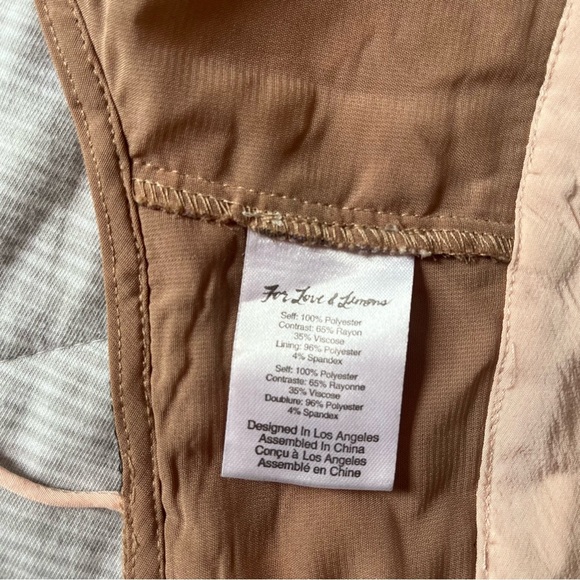 For Love & Lemons
Self: 100% Polyester
Contrast: 65% Rayon
35% Viscose
Lining: 96% Polyester
4% Spandex
Self: 100% Polyester
Contraste: 65% Rayonne
35% Viscose
Doublure: 96% Polyester
4% Spandex
Designed In Los Angeles
Assembled In China
Conçu à Los Angeles
Assemblé en Chine